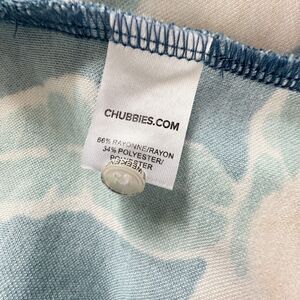 CHUBBIES.COM
66% RAYONNE/RAYON
34% POLYESTER/
POLYESTER